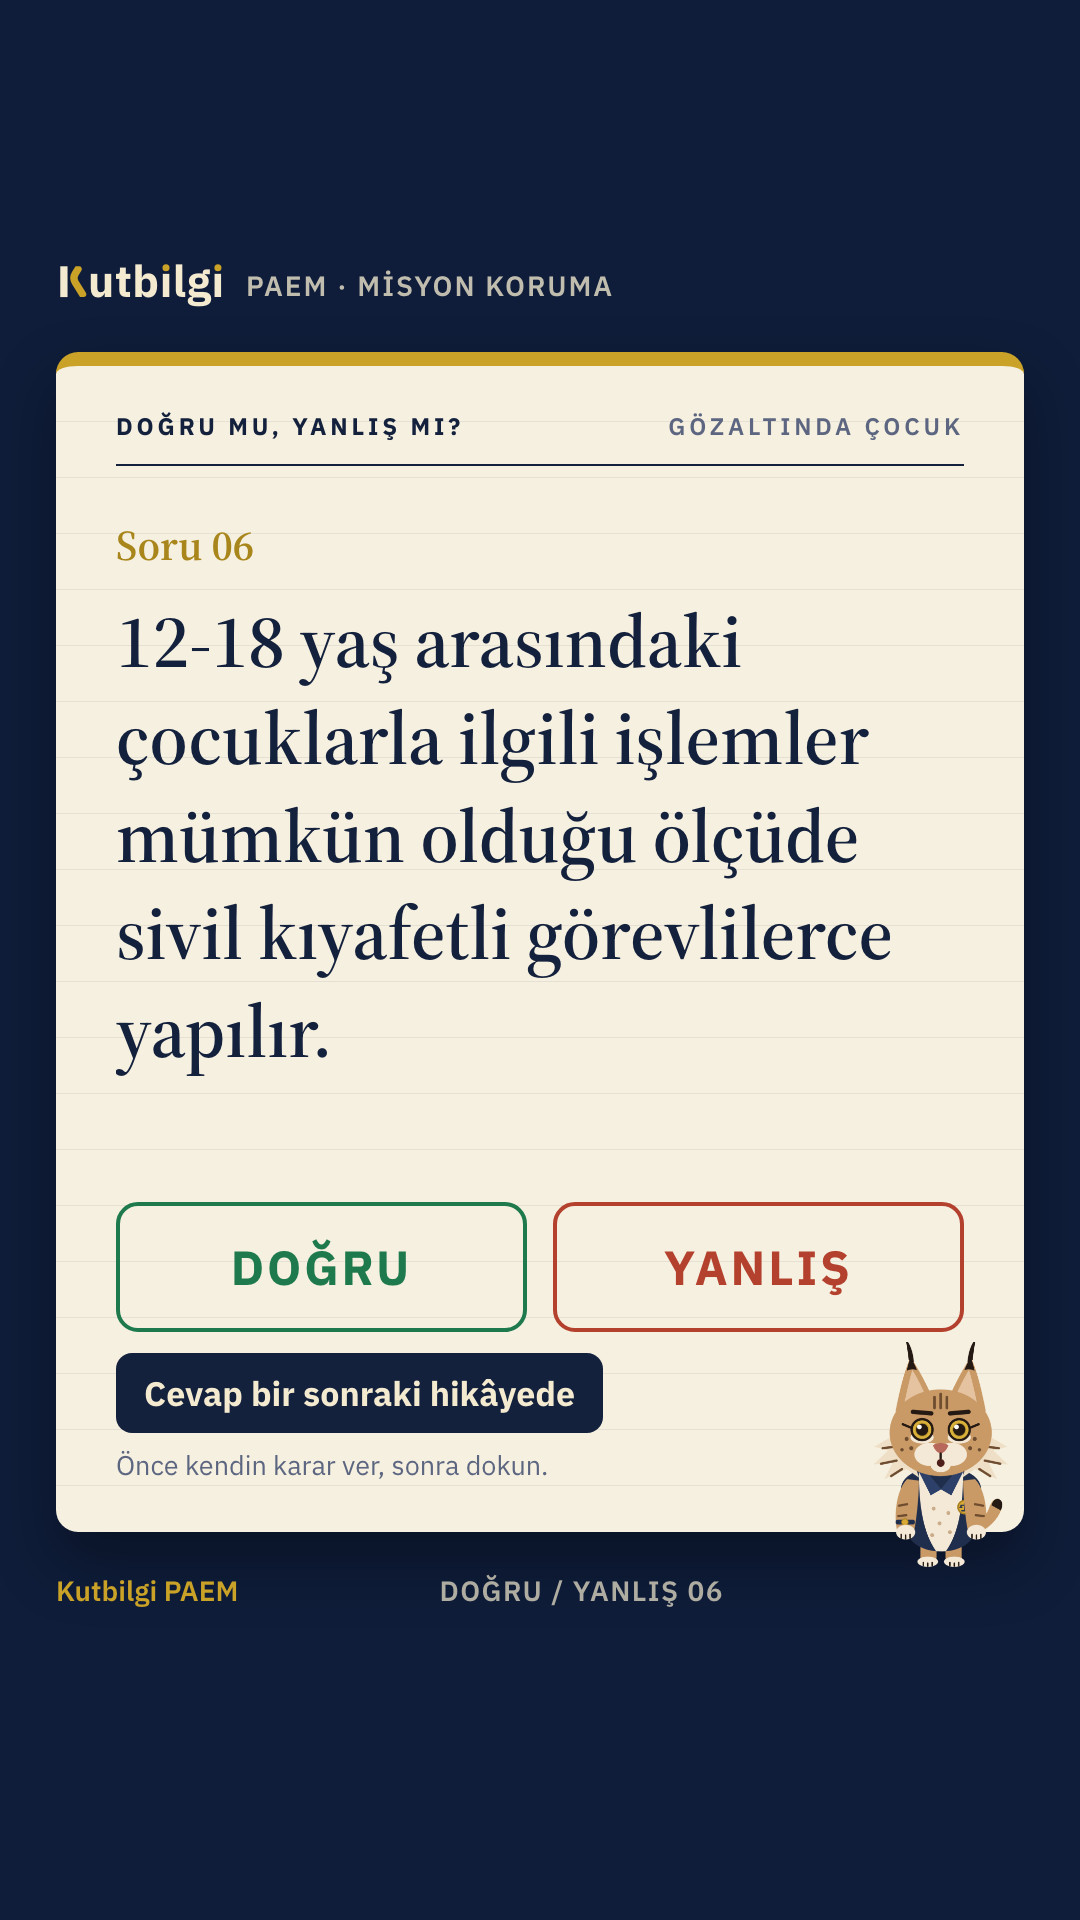 Kutbilgi PAEM · MİSYON KORUMA
DOĞRU MU, YANLIŞ MI? GÖZALTINDA ÇOCUK
Soru 06
12-18 yaş arasındaki
çocuklarla ilgili işlemler
mümkün olduğu ölçüde
sivil kıyafetli görevlilerce
yapılır.
DOĞRU YANLIŞ
Cevap bir sonraki hikâyede
Önce kendin karar ver, sonra dokun.
Kutbilgi PAEM DOĞRU / YANLIŞ 06